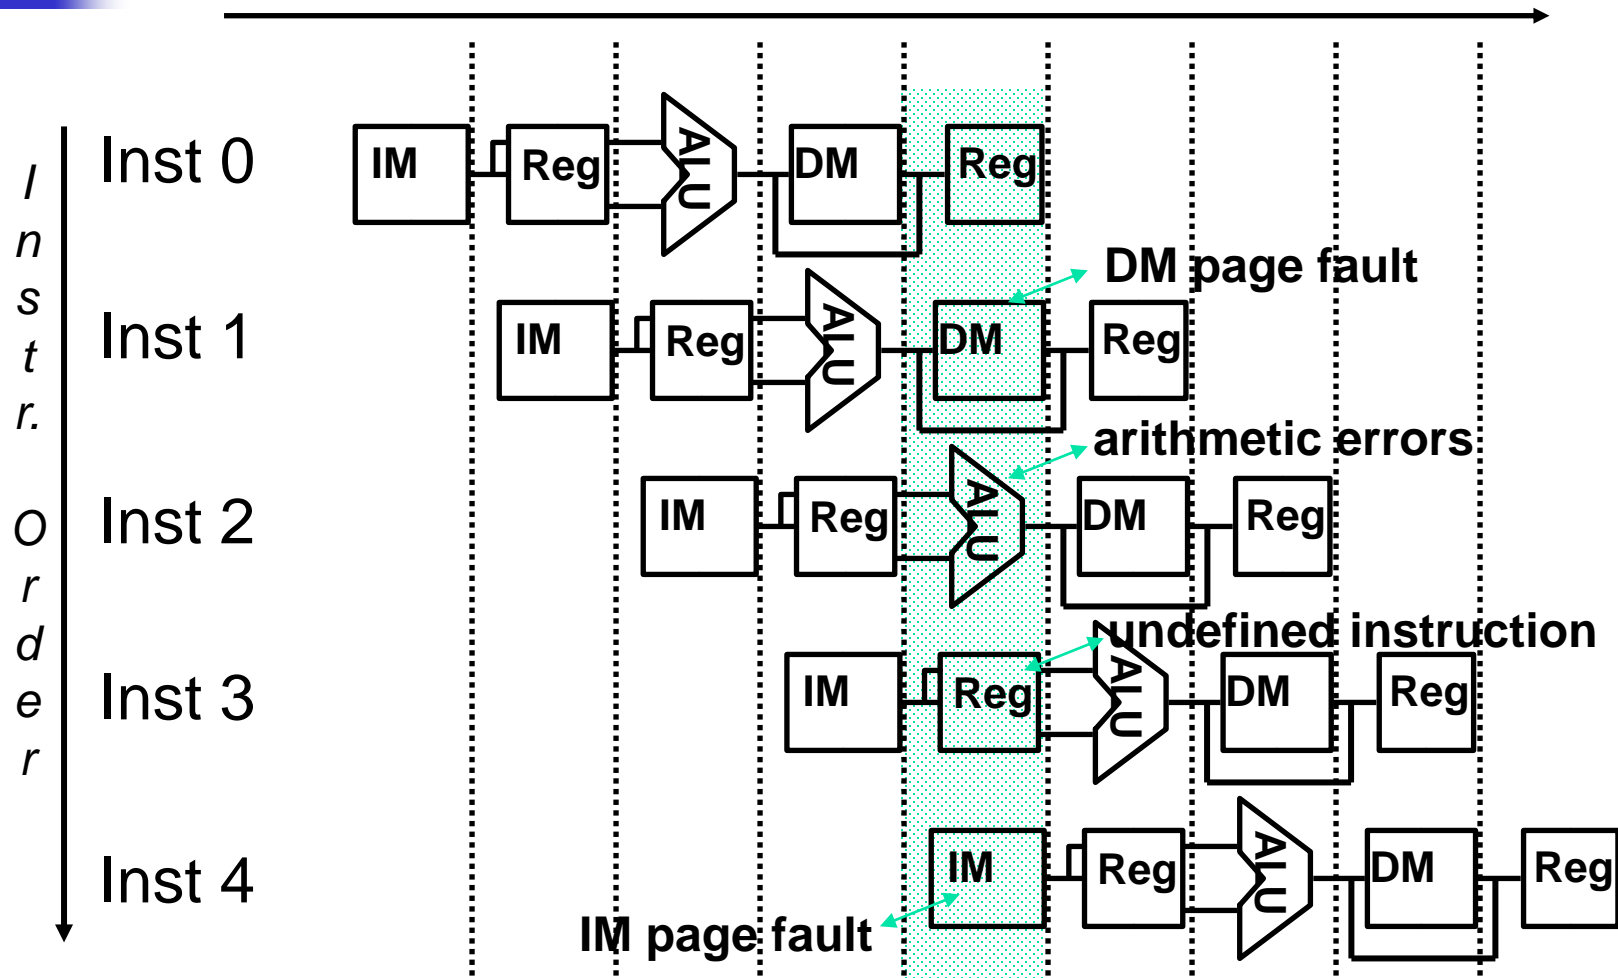 Instr. Order
Inst 0
IM
Reg
ALU
DM
Reg
DM page fault
Inst 1
IM
Reg
ALU
DM
Reg
arithmetic errors
Inst 2
IM
Reg
ALU
DM
Reg
undefined instruction
Inst 3
IM
Reg
ALU
DM
Reg
Inst 4
IM
Reg
ALU
DM
Reg
IM page fault